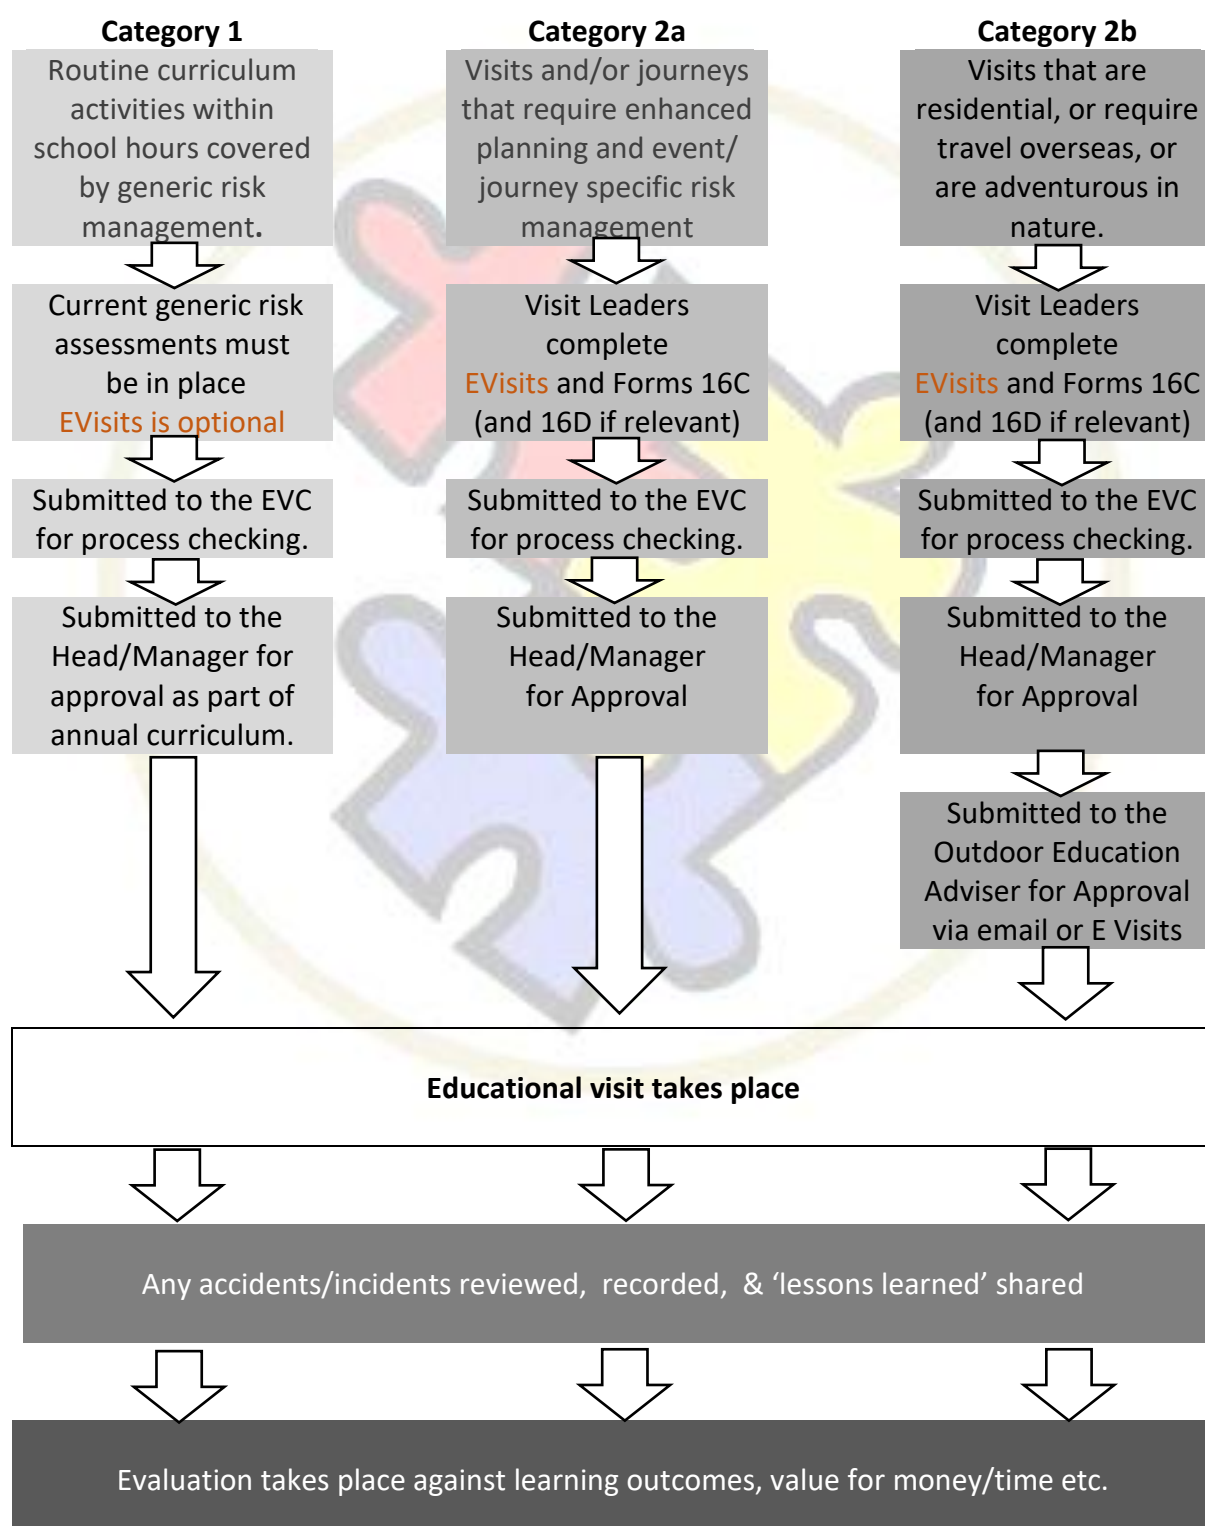 Category 1
Routine curriculum
activities within
school hours covered
by generic risk
management.
Current generic risk
assessments must
be in place
EVisits is optional
Submitted to the EVC
for process checking.
Submitted to the
Head/Manager for
approval as part of
annual curriculum.
Category 2a
Visits and/or journeys
that require enhanced
planning and event/
journey specific risk
management
Visit Leaders
complete
EVisits and Forms 16C
(and 16D if relevant)
Submitted to the EVC
for process checking.
Submitted to the
Head/Manager
for Approval
Category 2b
Visits that are
residential, or require
travel overseas, or
are adventurous in
nature.
Visit Leaders
complete
EVisits and Forms 16C
(and 16D if relevant)
Submitted to the EVC
for process checking.
Submitted to the
Head/Manager
for Approval
Submitted to the
Outdoor Education
Adviser for Approval
via email or E Visits
Educational visit takes place
Any accidents/incidents reviewed, recorded, & ‘lessons learned’ shared
Evaluation takes place against learning outcomes, value for money/time etc.